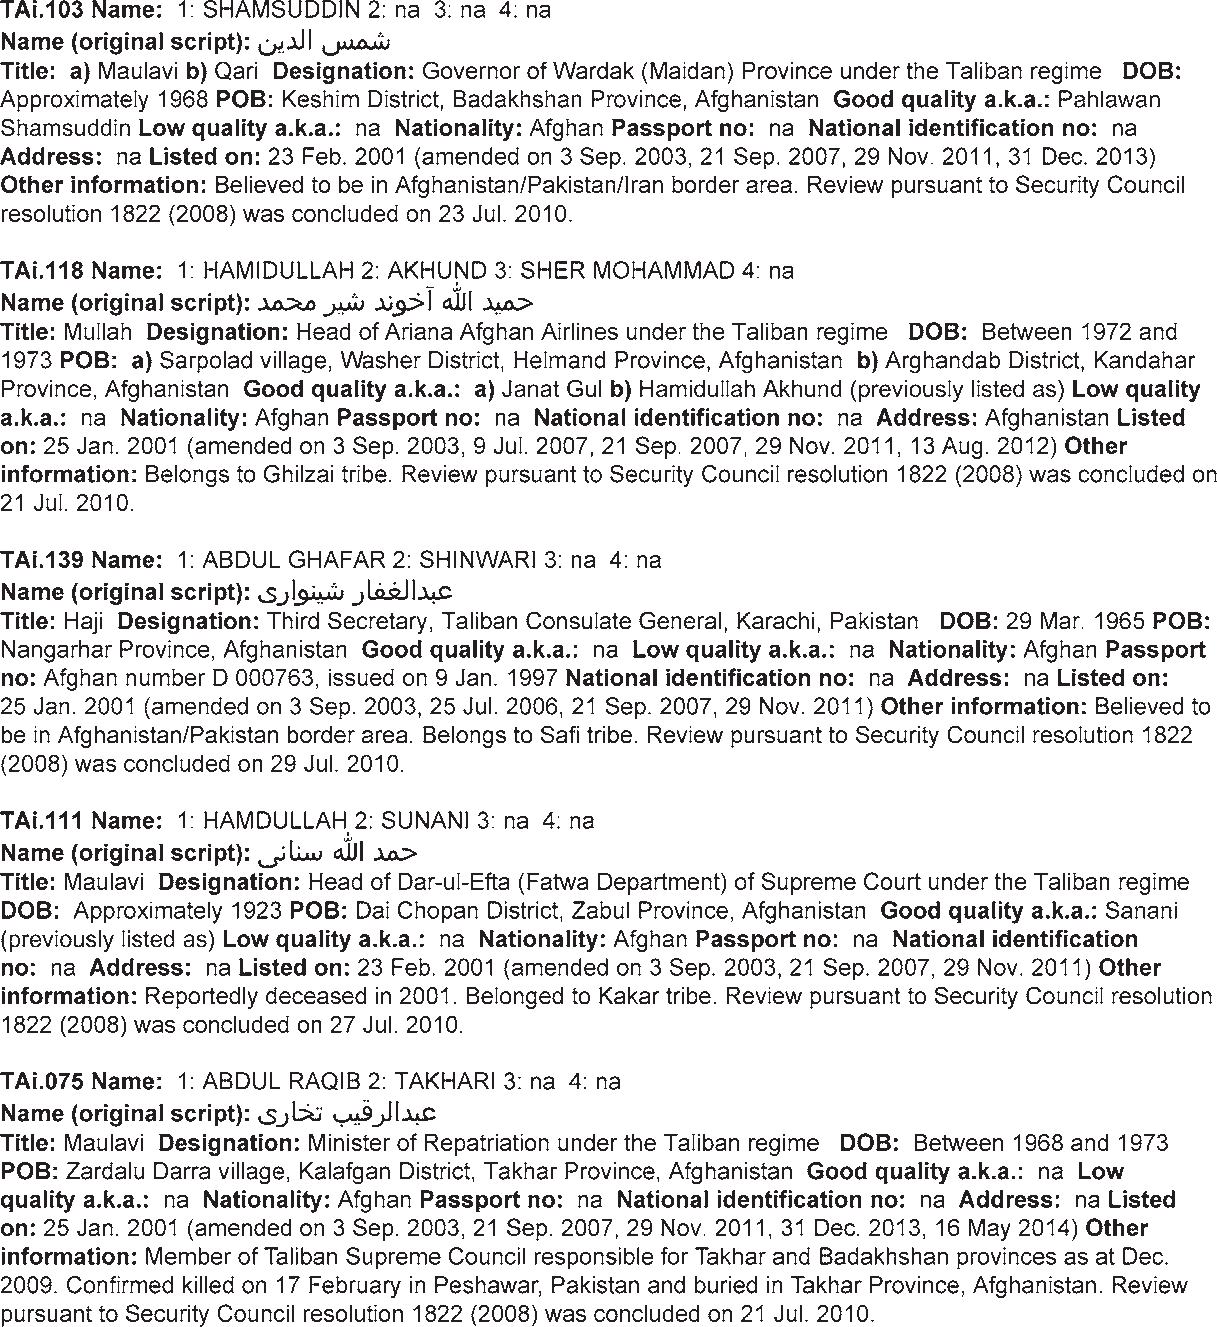 TAi.103 Name: 1: SHAMSUDDIN 2: na 3: na 4: na
Name (original script): شمس الدین
Title: a) Maulavi b) Qari Designation: Governor of Wardak (Maidan) Province under the Taliban regime DOB:
Approximately 1968 POB: Keshim District, Badakhshan Province, Afghanistan Good quality a.k.a.: Pahlawan
Shamsuddin Low quality a.k.a.: na Nationality: Afghan Passport no: na National identification no: na
Address: na Listed on: 23 Feb. 2001 (amended on 3 Sep. 2003, 21 Sep. 2007, 29 Nov. 2011, 31 Dec. 2013)
Other information: Believed to be in Afghanistan/Pakistan/Iran border area. Review pursuant to Security Council
resolution 1822 (2008) was concluded on 23 Jul. 2010.
TAi.118 Name: 1: HAMIDULLAH 2: AKHUND 3: SHER MOHAMMAD 4: na
Name (original script): حمید الله آخوند شیر محمد
Title: Mullah Designation: Head of Ariana Afghan Airlines under the Taliban regime DOB: Between 1972 and
1973 POB: a) Sarpolad village, Washer District, Helmand Province, Afghanistan b) Arghandab District, Kandahar
Province, Afghanistan Good quality a.k.a.: a) Janat Gul b) Hamidullah Akhund (previously listed as) Low quality
a.k.a.: na Nationality: Afghan Passport no: na National identification no: na Address: Afghanistan Listed
on: 25 Jan. 2001 (amended on 3 Sep. 2003, 9 Jul. 2007, 21 Sep. 2007, 29 Nov. 2011, 13 Aug. 2012) Other
information: Belongs to Ghilzai tribe. Review pursuant to Security Council resolution 1822 (2008) was concluded on
21 Jul. 2010.
TAi.139 Name: 1: ABDUL GHAFAR 2: SHINWARI 3: na 4: na
Name (original script): عبدالغفار شینواری
Title: Haji Designation: Third Secretary, Taliban Consulate General, Karachi, Pakistan DOB: 29 Mar. 1965 POB:
Nangarhar Province, Afghanistan Good quality a.k.a.: na Low quality a.k.a.: na Nationality: Afghan Passport
no: Afghan number D 000763, issued on 9 Jan. 1997 National identification no: na Address: na Listed on:
25 Jan. 2001 (amended on 3 Sep. 2003, 25 Jul. 2006, 21 Sep. 2007, 29 Nov. 2011) Other information: Believed to
be in Afghanistan/Pakistan border area. Belongs to Safi tribe. Review pursuant to Security Council resolution 1822
(2008) was concluded on 29 Jul. 2010.
TAi.111 Name: 1: HAMDULLAH 2: SUNANI 3: na 4: na
Name (original script): حمد الله سنانی
Title: Maulavi Designation: Head of Dar-ul-Efta (Fatwa Department) of Supreme Court under the Taliban regime
DOB: Approximately 1923 POB: Dai Chopan District, Zabul Province, Afghanistan Good quality a.k.a.: Sanani
(previously listed as) Low quality a.k.a.: na Nationality: Afghan Passport no: na National identification
no: na Address: na Listed on: 23 Feb. 2001 (amended on 3 Sep. 2003, 21 Sep. 2007, 29 Nov. 2011) Other
information: Reportedly deceased in 2001. Belonged to Kakar tribe. Review pursuant to Security Council resolution
1822 (2008) was concluded on 27 Jul. 2010.
TAi.075 Name: 1: ABDUL RAQIB 2: TAKHARI 3: na 4: na
Name (original script): عبدالرقیب تخاری
Title: Maulavi Designation: Minister of Repatriation under the Taliban regime DOB: Between 1968 and 1973
POB: Zardalu Darra village, Kalafgan District, Takhar Province, Afghanistan Good quality a.k.a.: na Low
quality a.k.a.: na Nationality: Afghan Passport no: na National identification no: na Address: na Listed
on: 25 Jan. 2001 (amended on 3 Sep. 2003, 21 Sep. 2007, 29 Nov. 2011, 31 Dec. 2013, 16 May 2014) Other
information: Member of Taliban Supreme Council responsible for Takhar and Badakhshan provinces as at Dec.
2009. Confirmed killed on 17 February in Peshawar, Pakistan and buried in Takhar Province, Afghanistan. Review
pursuant to Security Council resolution 1822 (2008) was concluded on 21 Jul. 2010.